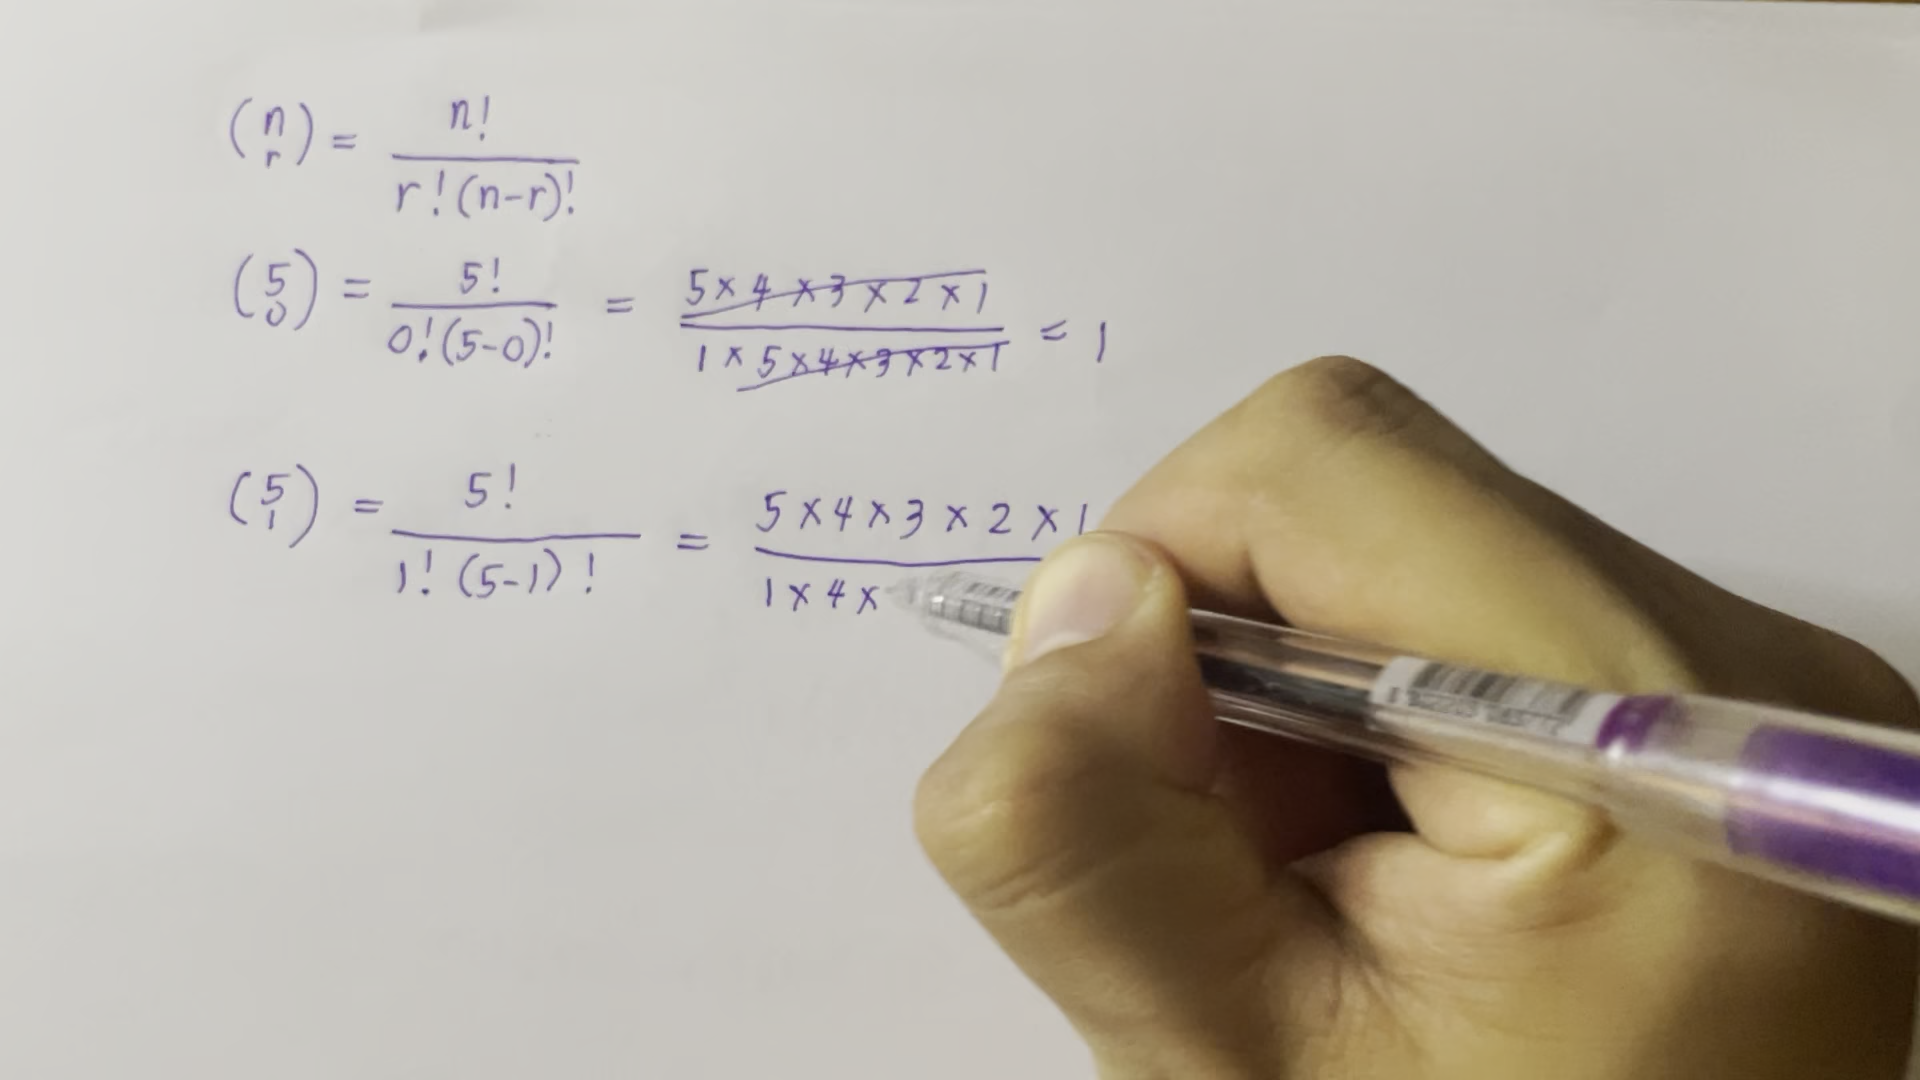 (n r) = n! / r!(n-r)!
(5 0) = 5! / 0!(5-0)! = 5×4×3×2×1 / 1×5×4×3×2×1 = 1
(5 1) = 5! / 1!(5-1)! = 5×4×3×2×1 / 1×4×